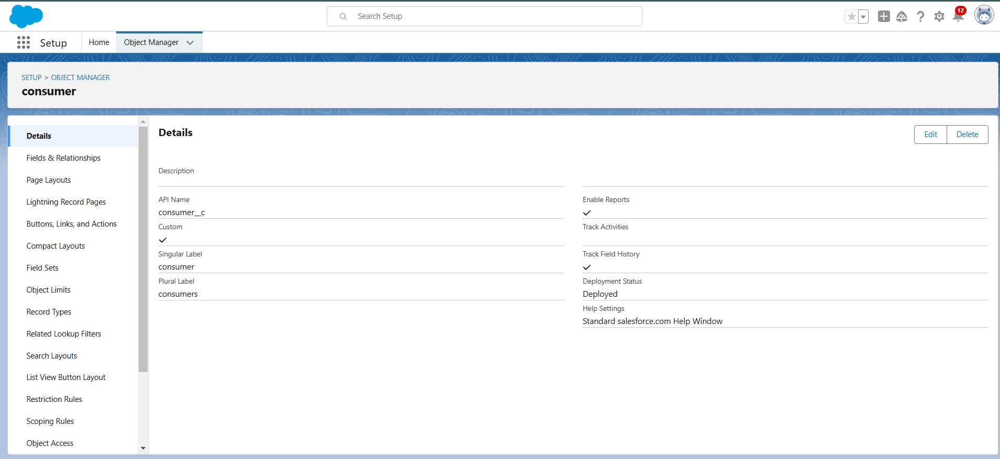 Search Setup
12
Setup
Home
Object Manager
SETUP > OBJECT MANAGER
consumer
Details
Fields & Relationships
Page Layouts
Lightning Record Pages
Buttons, Links, and Actions
Compact Layouts
Field Sets
Object Limits
Record Types
Related Lookup Filters
Search Layouts
List View Button Layout
Restriction Rules
Scoping Rules
Object Access
Details
Edit
Delete
Description
API Name
consumer__c
Custom
Singular Label
consumer
Plural Label
consumers
Enable Reports
Track Activities
Track Field History
Deployment Status
Deployed
Help Settings
Standard salesforce.com Help Window